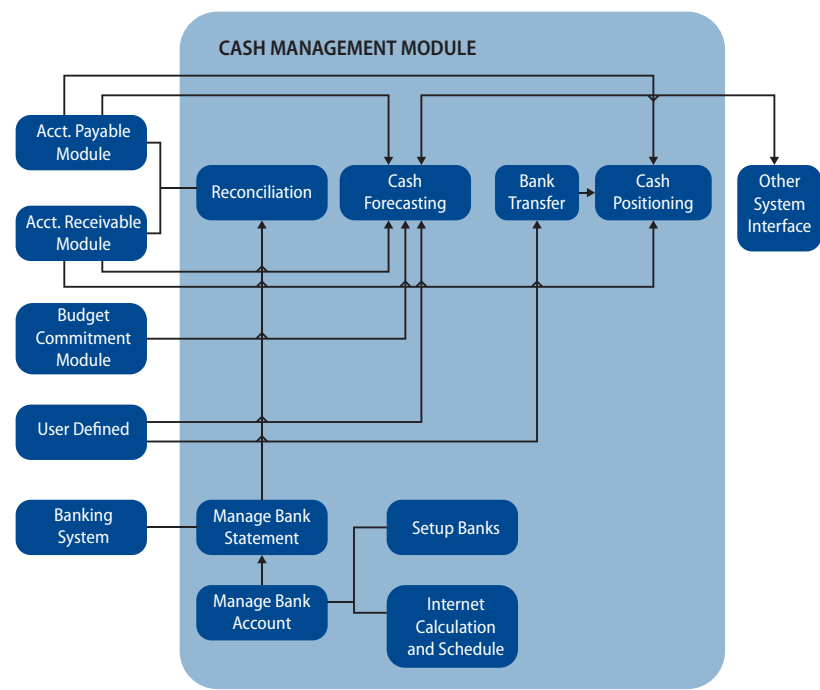 CASH MANAGEMENT MODULE
Acct. Payable
Module
Reconciliation
Cash
Forecasting
Bank
Transfer
Cash
Positioning
Other
System
Interface
Acct. Receivable
Module
Budget
Commitment
Module
User Defined
Banking
System
Manage Bank
Statement
Setup Banks
Manage Bank
Account
Internet
Calculation
and Schedule